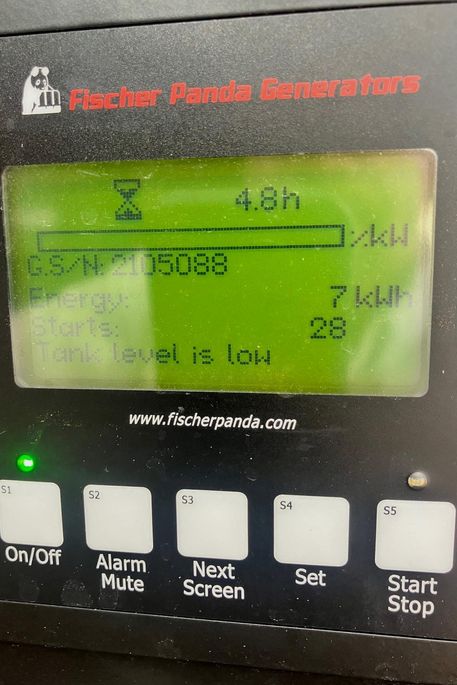 Fischer Panda Generators
4.8h
%kW
G.S/N: 2105088
Energy: 7 kWh
Starts: 28
Tank level is low
www.fischerpanda.com
S1 S2 S3 S4 S5
On/Off
Alarm
Mute
Next
Screen
Set
Start
Stop